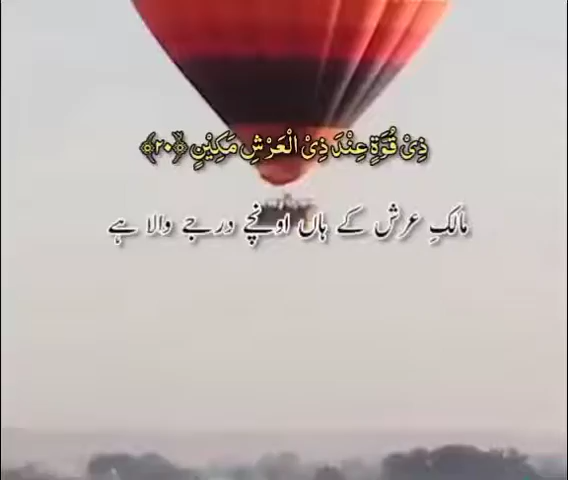 ذِیْ قُوَّةٍ عِنْدَ ذِی الْعَرْشِ مَكِیْنٍ ﴿۲۰﴾
مالکِ عرش کے ہاں اونچے درجے والا ہے